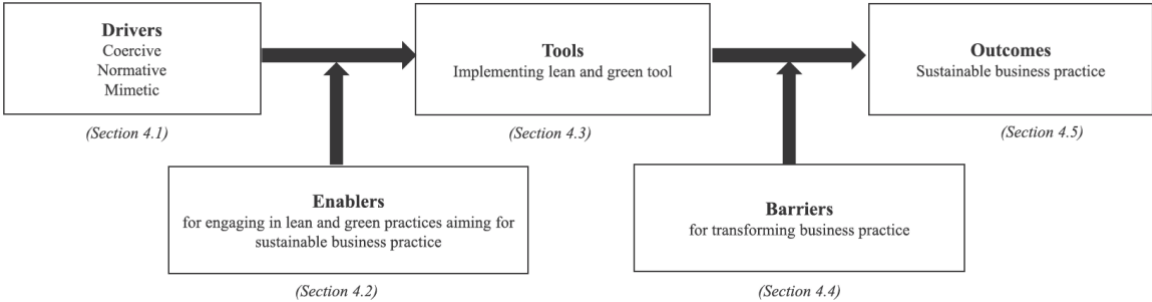 Drivers
Coercive
Normative
Mimetic
(Section 4.1)
Tools
Implementing lean and green tool
(Section 4.3)
Outcomes
Sustainable business practice
(Section 4.5)
Enablers
for engaging in lean and green practices aiming for
sustainable business practice
(Section 4.2)
Barriers
for transforming business practice
(Section 4.4)